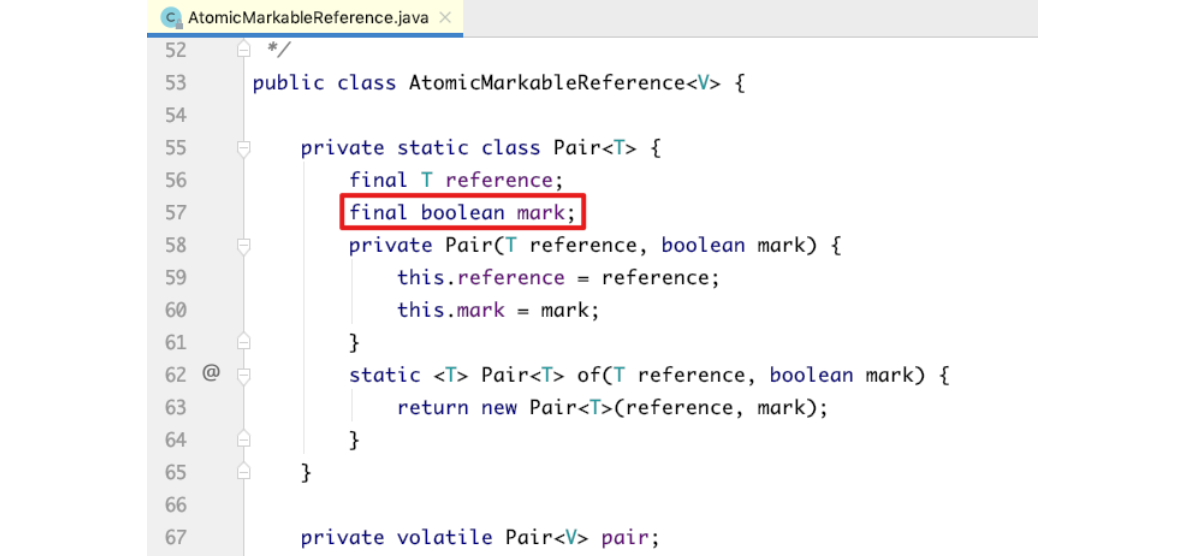 AtomicMarkableReference.java
52 */
53 public class AtomicMarkableReference<V> {
54
55 private static class Pair<T> {
56 final T reference;
57 final boolean mark;
58 private Pair(T reference, boolean mark) {
59 this.reference = reference;
60 this.mark = mark;
61 }
62 @ static <T> Pair<T> of(T reference, boolean mark) {
63 return new Pair<T>(reference, mark);
64 }
65 }
66
67 private volatile Pair<V> pair;